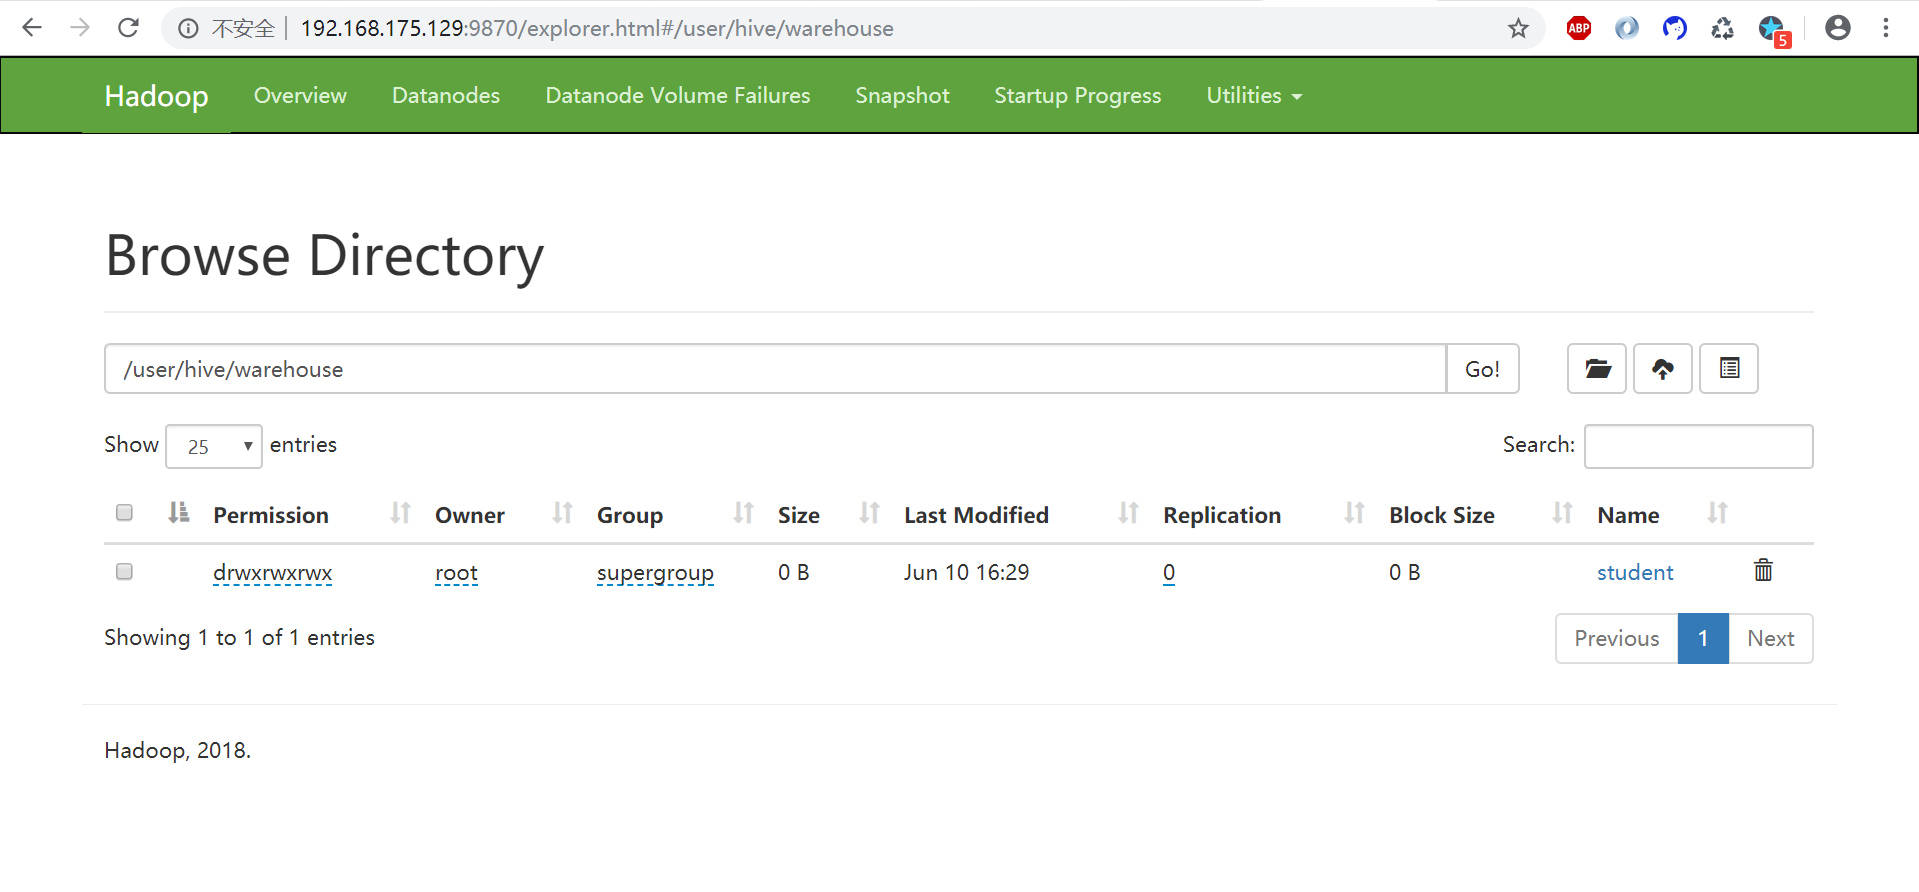 不安全 | 192.168.175.129:9870/explorer.html#/user/hive/warehouse
ABP
5
Hadoop Overview Datanodes Datanode Volume Failures Snapshot Startup Progress Utilities
Browse Directory
/user/hive/warehouse Go!
Show 25 entries Search:
Permission Owner Group Size Last Modified Replication Block Size Name
drwxrwxrwx root supergroup 0 B Jun 10 16:29 0 0 B student
Showing 1 to 1 of 1 entries Previous 1 Next
Hadoop, 2018.